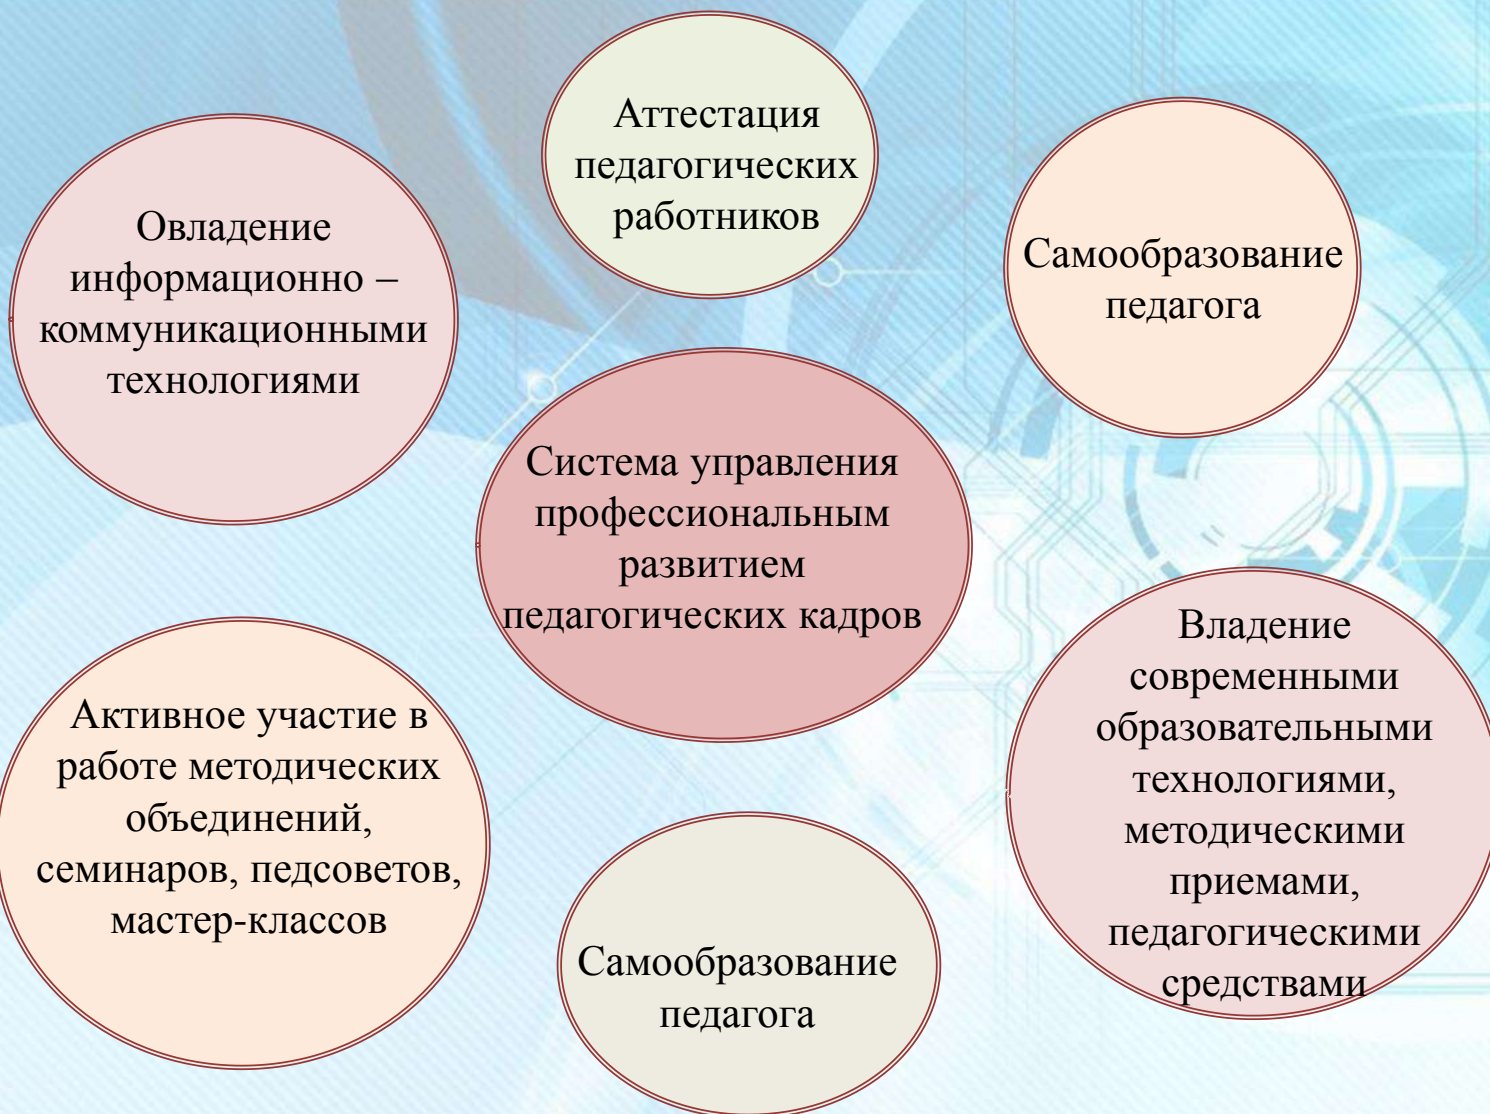 Аттестация
педагогических
работников
Овладение
информационно –
коммуникационными
технологиями
Самообразование
педагога
Система управления
профессиональным
развитием
педагогических кадров
Владение
современными
образовательными
технологиями,
методическими
приемами,
педагогическими
средствами
Активное участие в
работе методических
объединений,
семинаров, педсоветов,
мастер-классов
Самообразование
педагога